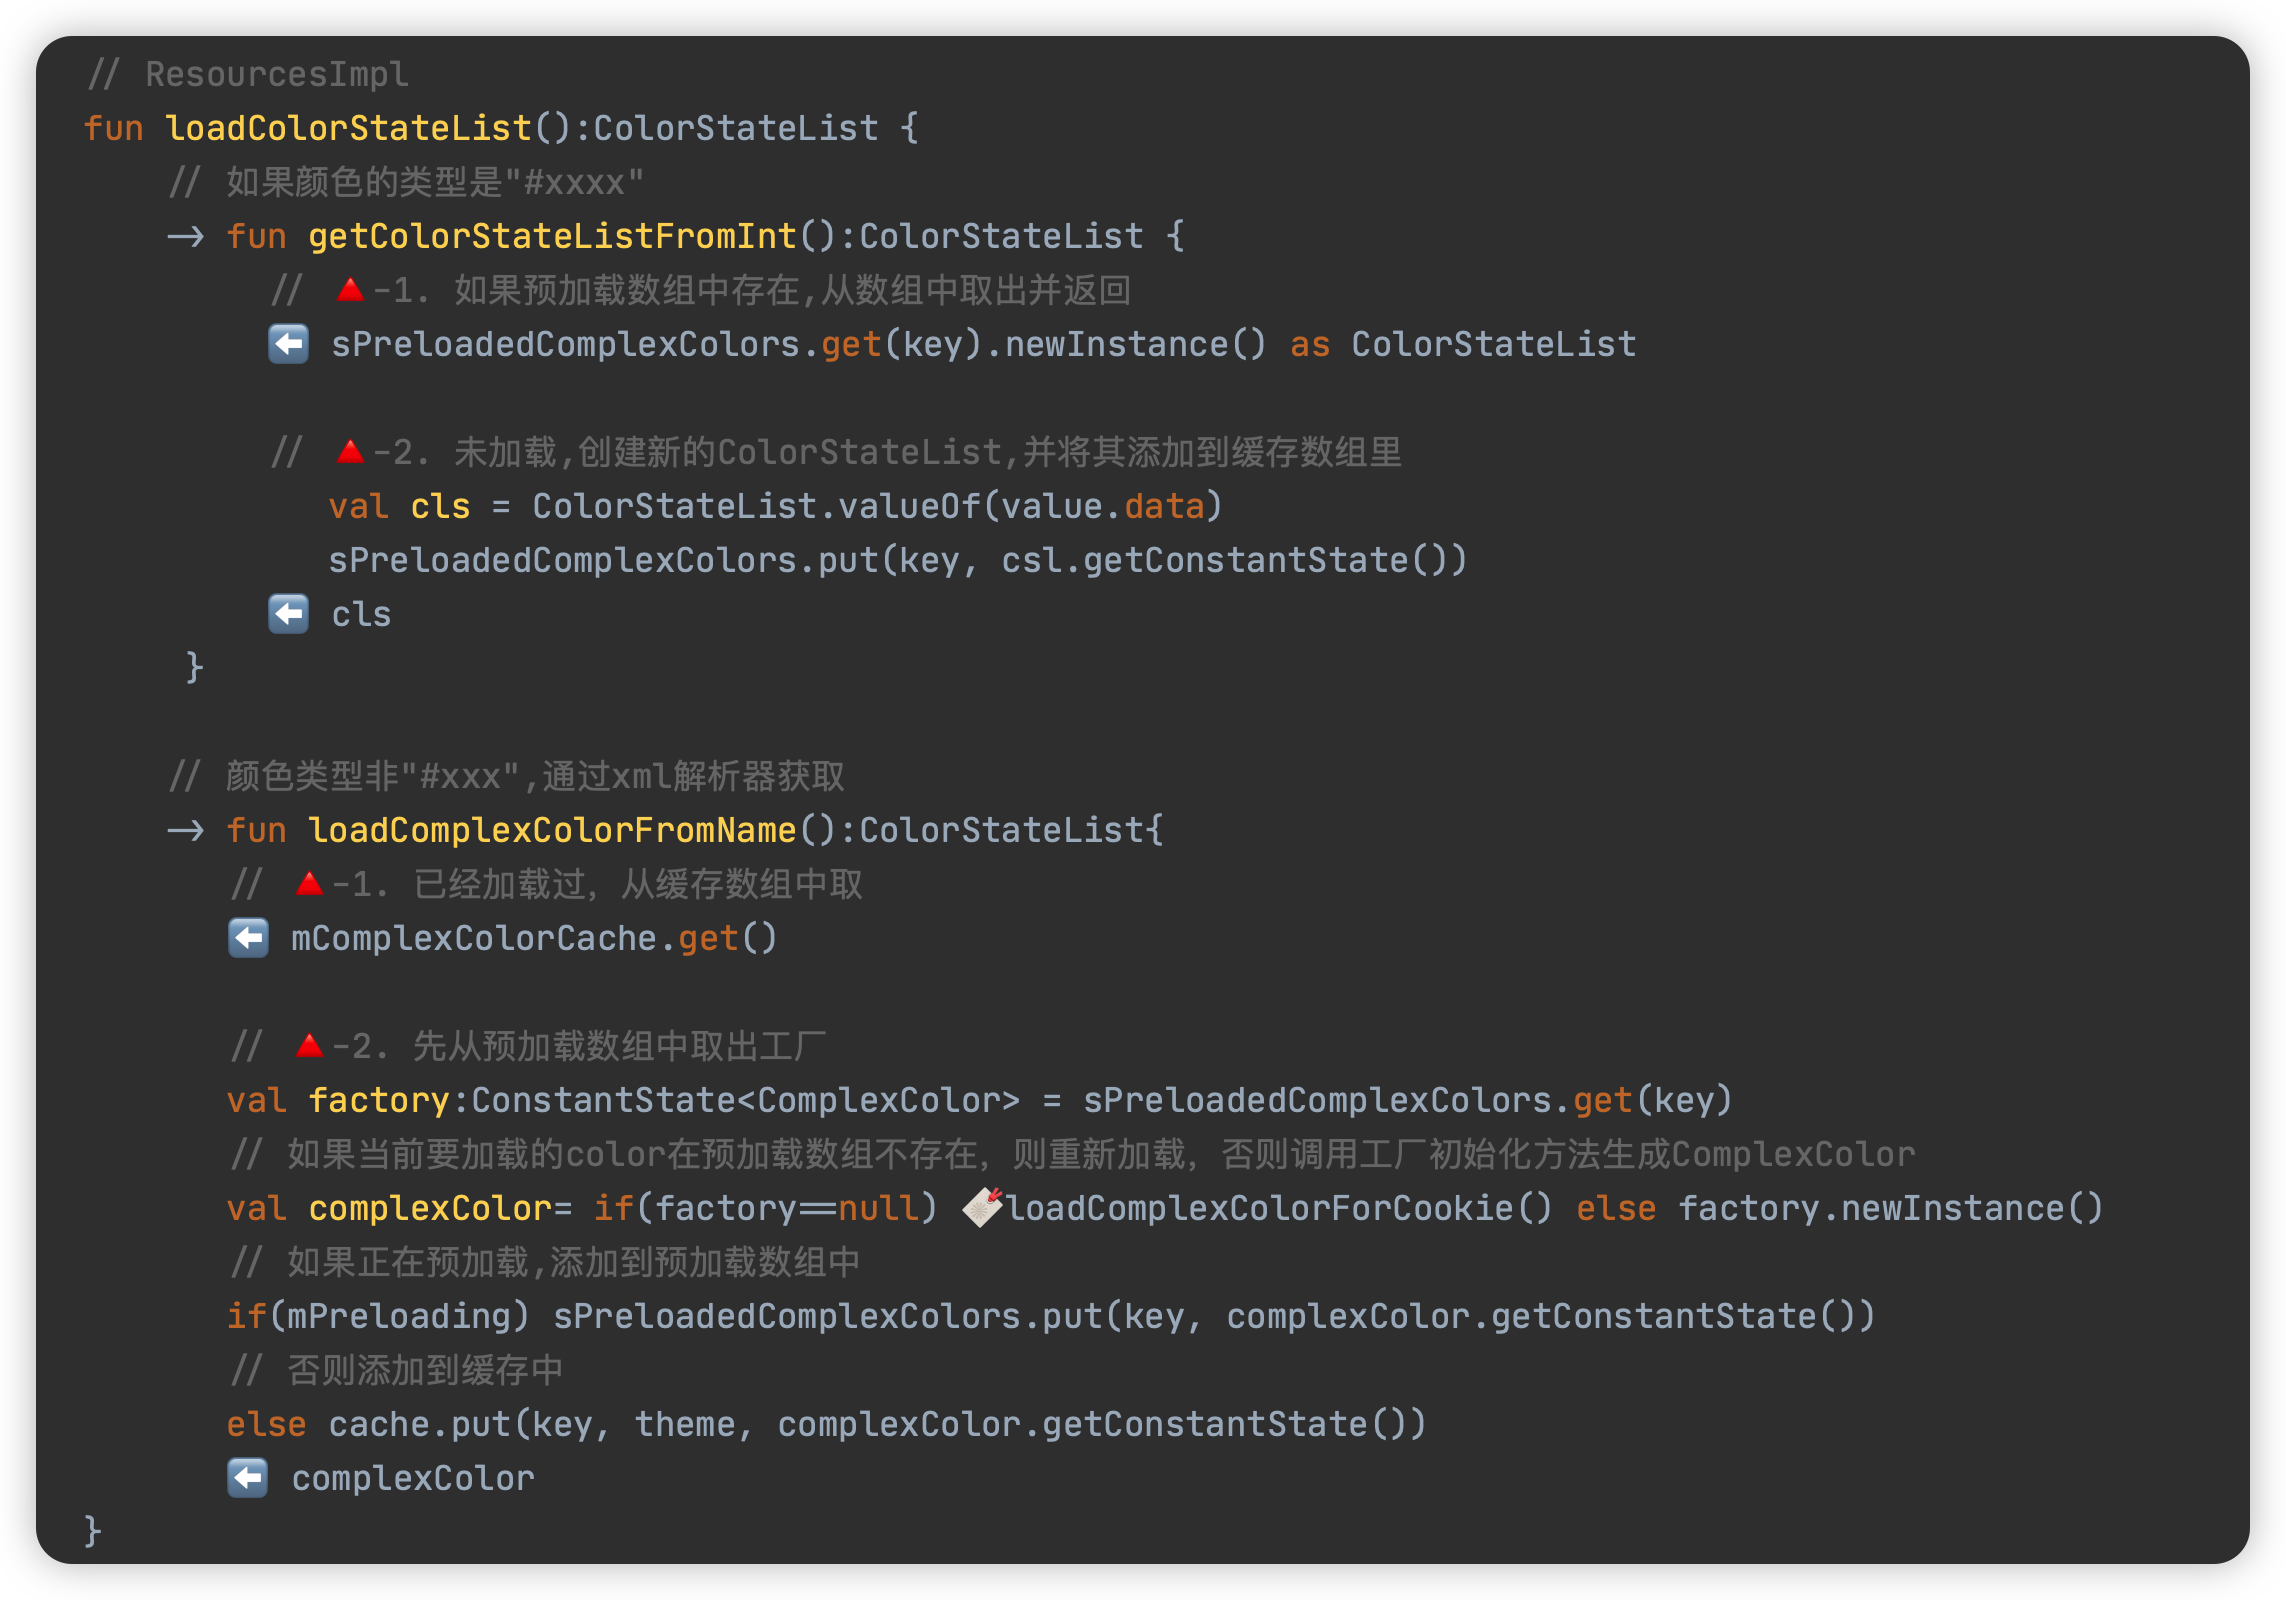 // ResourcesImpl
fun loadColorStateList():ColorStateList {
// 如果颜色的类型是"#xxxx"
-> fun getColorStateListFromInt():ColorStateList {
// 🔺-1. 如果预加载数组中存在,从数组中取出并返回
⬅️ sPreloadedComplexColors.get(key).newInstance() as ColorStateList
// 🔺-2. 未加载,创建新的ColorStateList,并将其添加到缓存数组里
val cls = ColorStateList.valueOf(value.data)
sPreloadedComplexColors.put(key, csl.getConstantState())
⬅️ cls
}
// 颜色类型非"#xxx",通过xml解析器获取
-> fun loadComplexColorFromName():ColorStateList{
// 🔺-1. 已经加载过，从缓存数组中取
⬅️ mComplexColorCache.get()
// 🔺-2. 先从预加载数组中取出工厂
val factory:ConstantState<ComplexColor> = sPreloadedComplexColors.get(key)
// 如果当前要加载的color在预加载数组不存在，则重新加载，否则调用工厂初始化方法生成ComplexColor
val complexColor= if(factory==null) 🧨loadComplexColorForCookie() else factory.newInstance()
// 如果正在预加载,添加到预加载数组中
if(mPreloading) sPreloadedComplexColors.put(key, complexColor.getConstantState())
// 否则添加到缓存中
else cache.put(key, theme, complexColor.getConstantState())
⬅️ complexColor
}